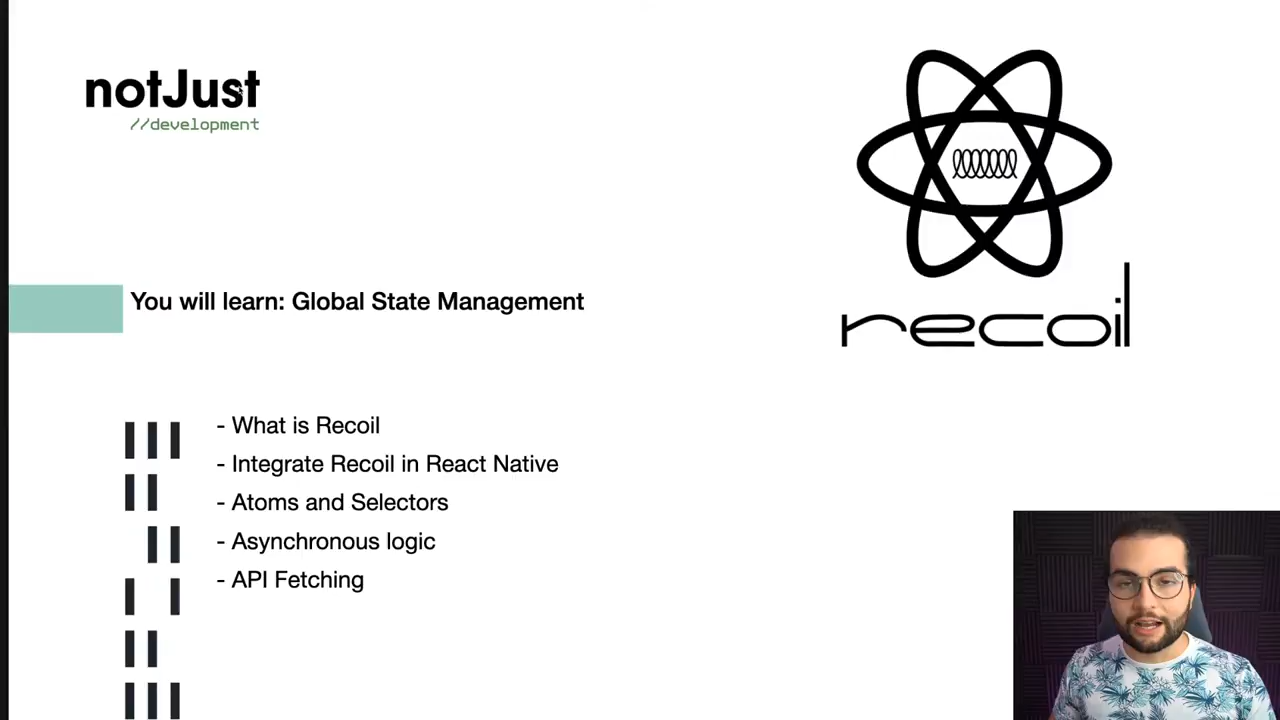 notJust
//development
recoil
You will learn: Global State Management
- What is Recoil
- Integrate Recoil in React Native
- Atoms and Selectors
- Asynchronous logic
- API Fetching